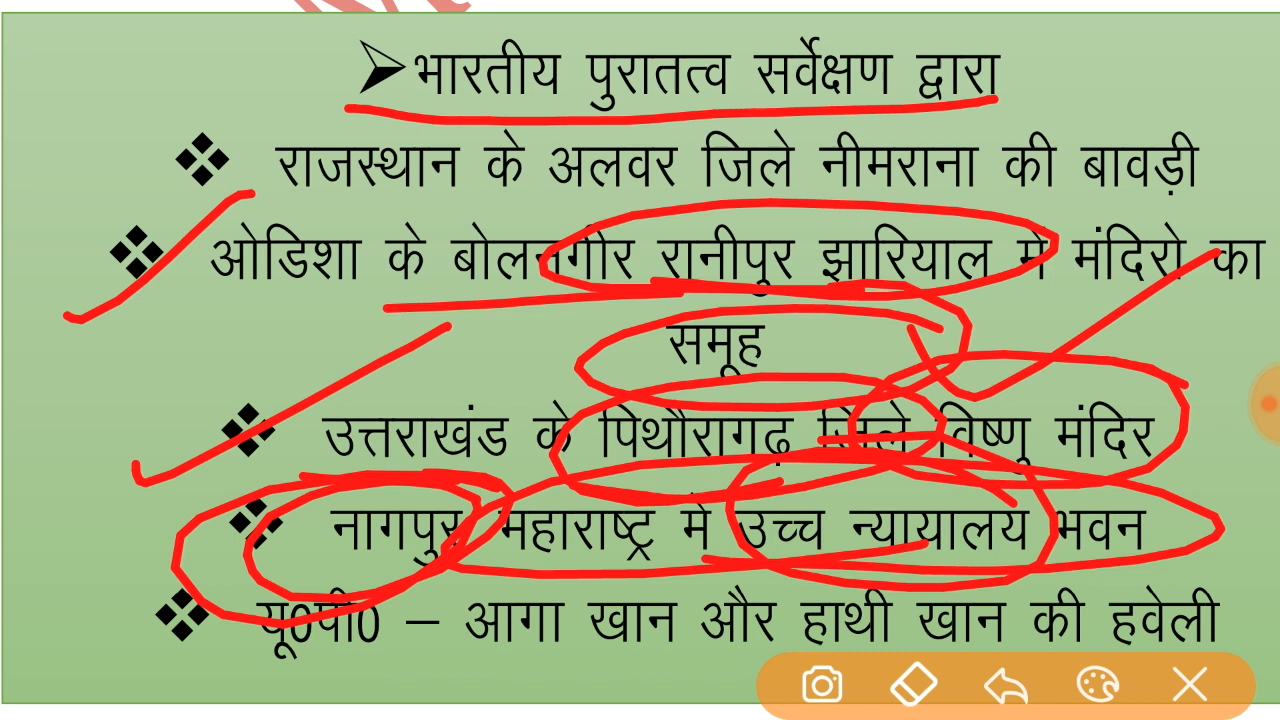 भारतीय पुरातत्व सर्वेक्षण द्वारा
राजस्थान के अलवर जिले नीमराना की बावड़ी
ओडिशा के बोलनगीर रानीपुर झारियाल मे मंदिरो का
समूह
उत्तराखंड के पिथौरागढ़ जिले विष्णु मंदिर
नागपुर महाराष्ट्र मे उच्च न्यायालय भवन
यू0पी0 – आगा खान और हाथी खान की हवेली